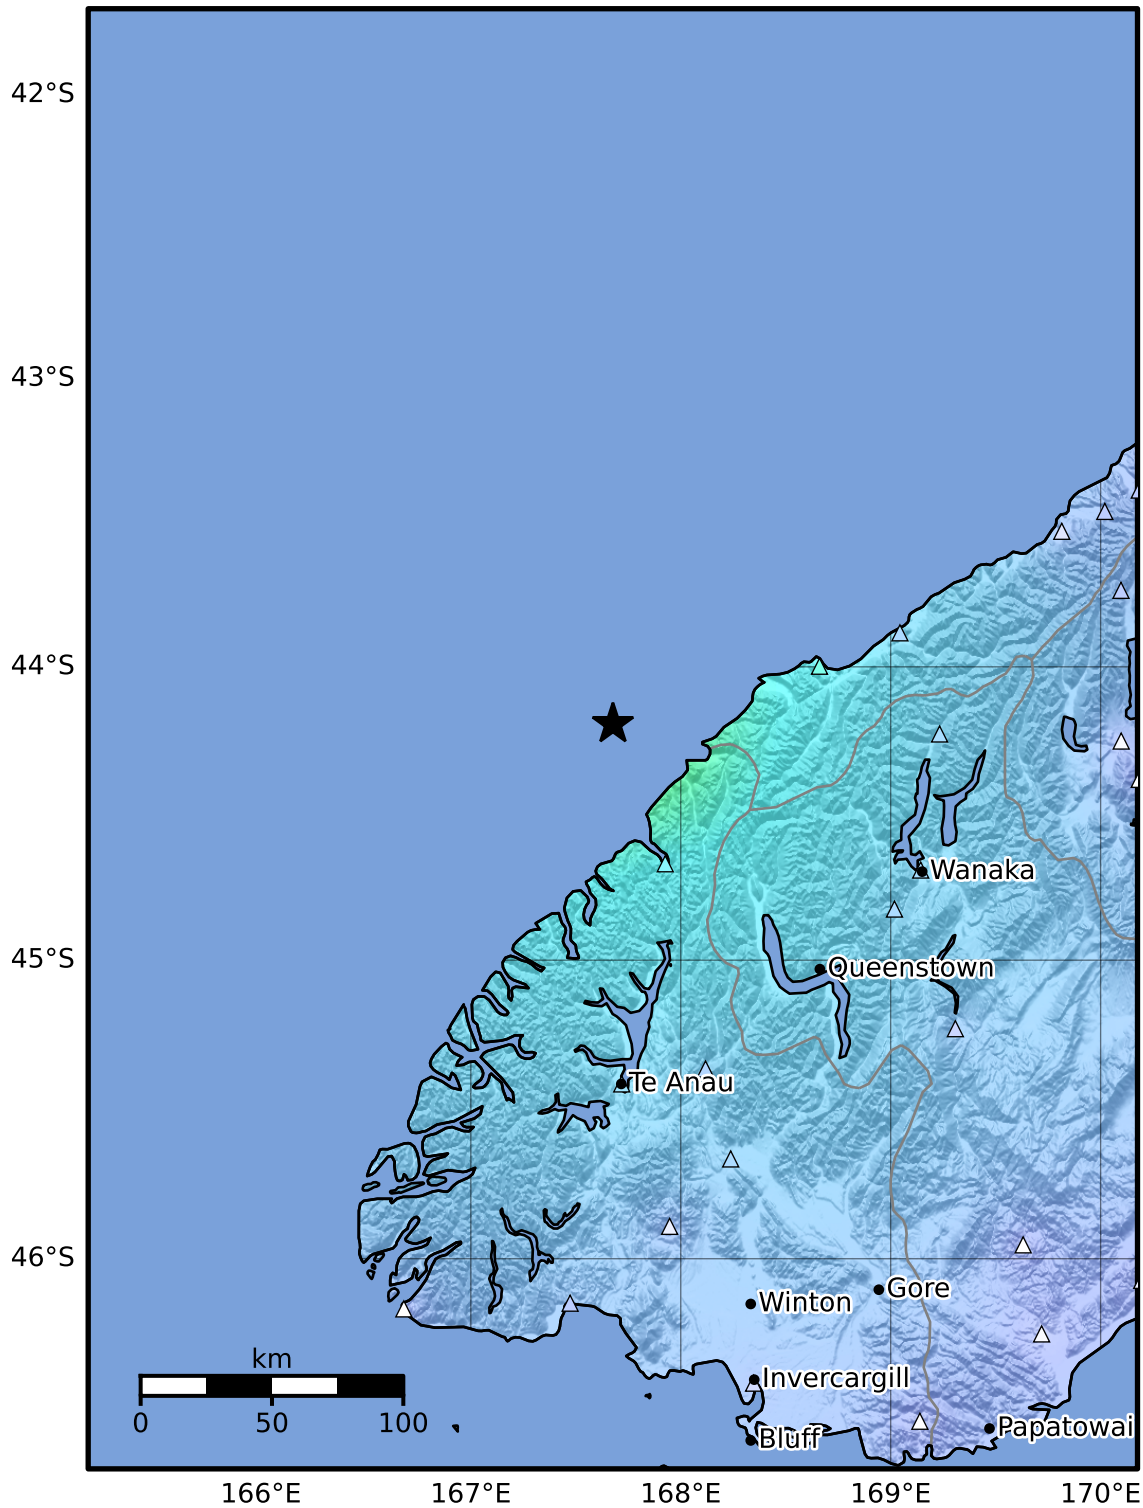 42°S
43°S
44°S
Wanaka
45°S
Queenstown
Te Anau
46°S
Gore
Winton
km
Invercargill
0 50 100
Papatowai
Bluff
166°E 167°E 168°E 169°E 170°E